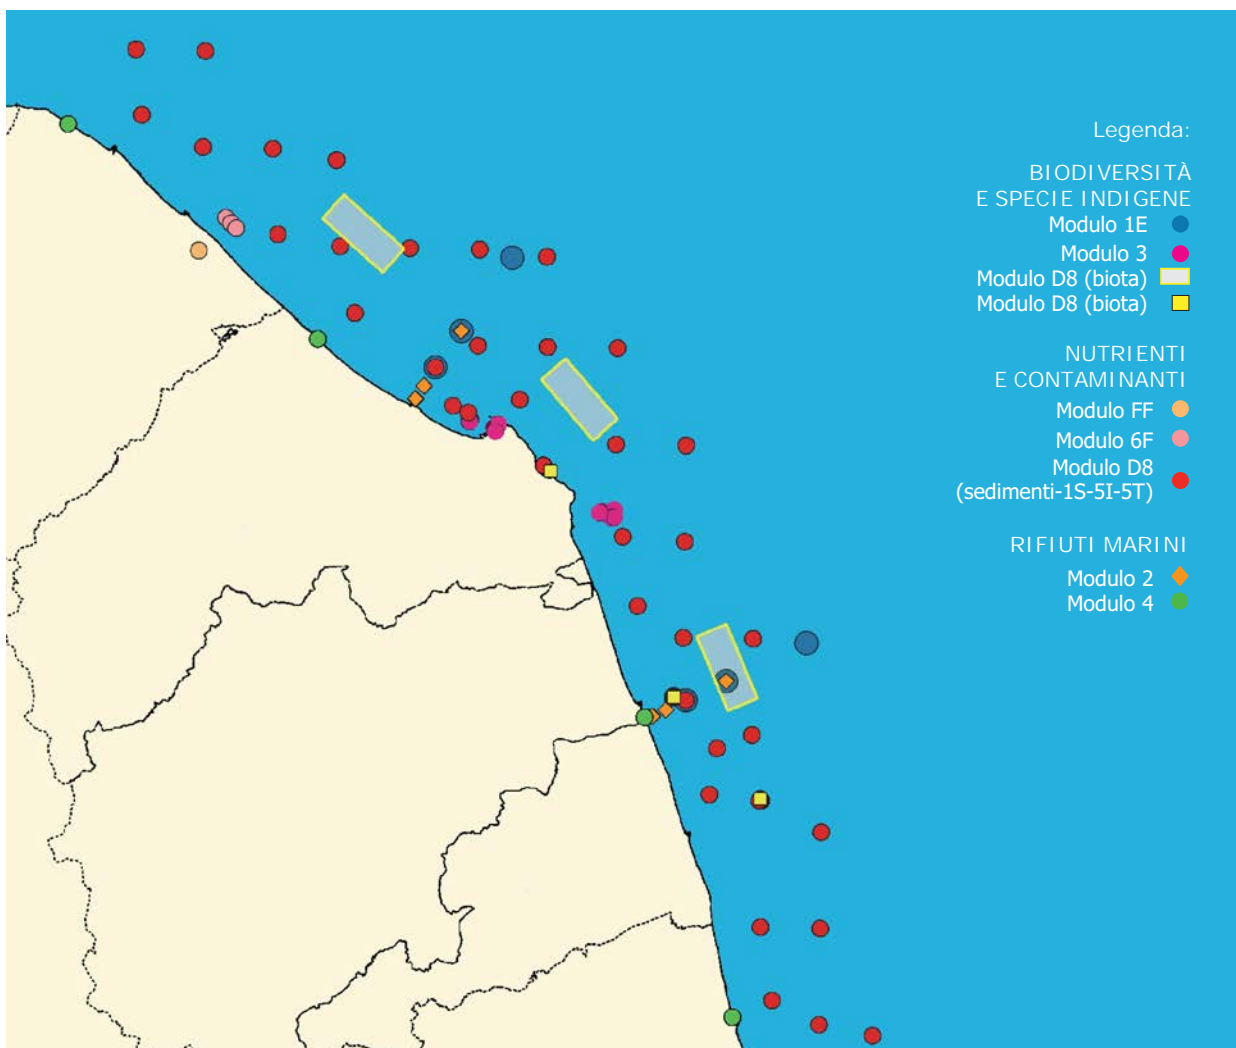 Legenda:
BIODIVERSITÀ
E SPECIE INDIGENE
Modulo 1E
Modulo 3
Modulo D8 (biota)
Modulo D8 (biota)
NUTRIENTI
E CONTAMINANTI
Modulo FF
Modulo 6F
Modulo D8
(sedimenti-1S-5I-5T)
RIFIUTI MARINI
Modulo 2
Modulo 4